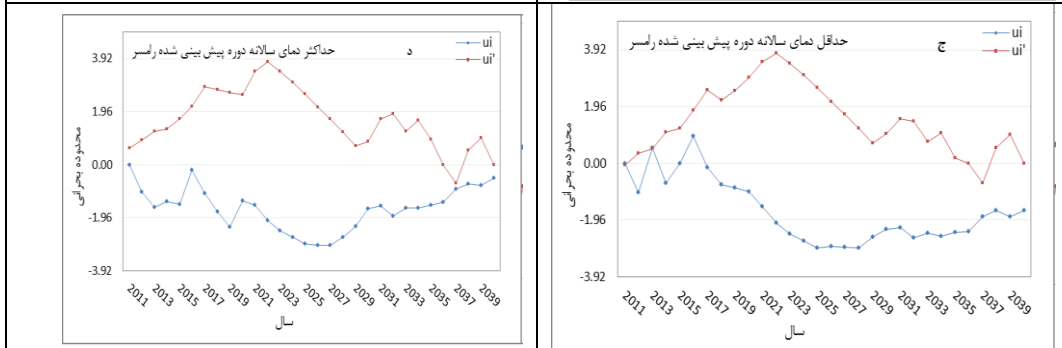 حداقل دمای سالانه دوره پیش بینی شده رامسر
ج
ui
ui'
3.92
1.96
0.00
-1.96
-3.92
محدوده بحرانی
2011 2013 2015 2017 2019 2021 2023 2025 2027 2029 2031 2033 2035 2037 2039
سال
حداکثر دمای سالانه دوره پیش بینی شده رامسر
د
ui
ui'
3.92
1.96
0.00
-1.96
-3.92
محدوده بحرانی
2011 2013 2015 2017 2019 2021 2023 2025 2027 2029 2031 2033 2035 2037 2039
سال